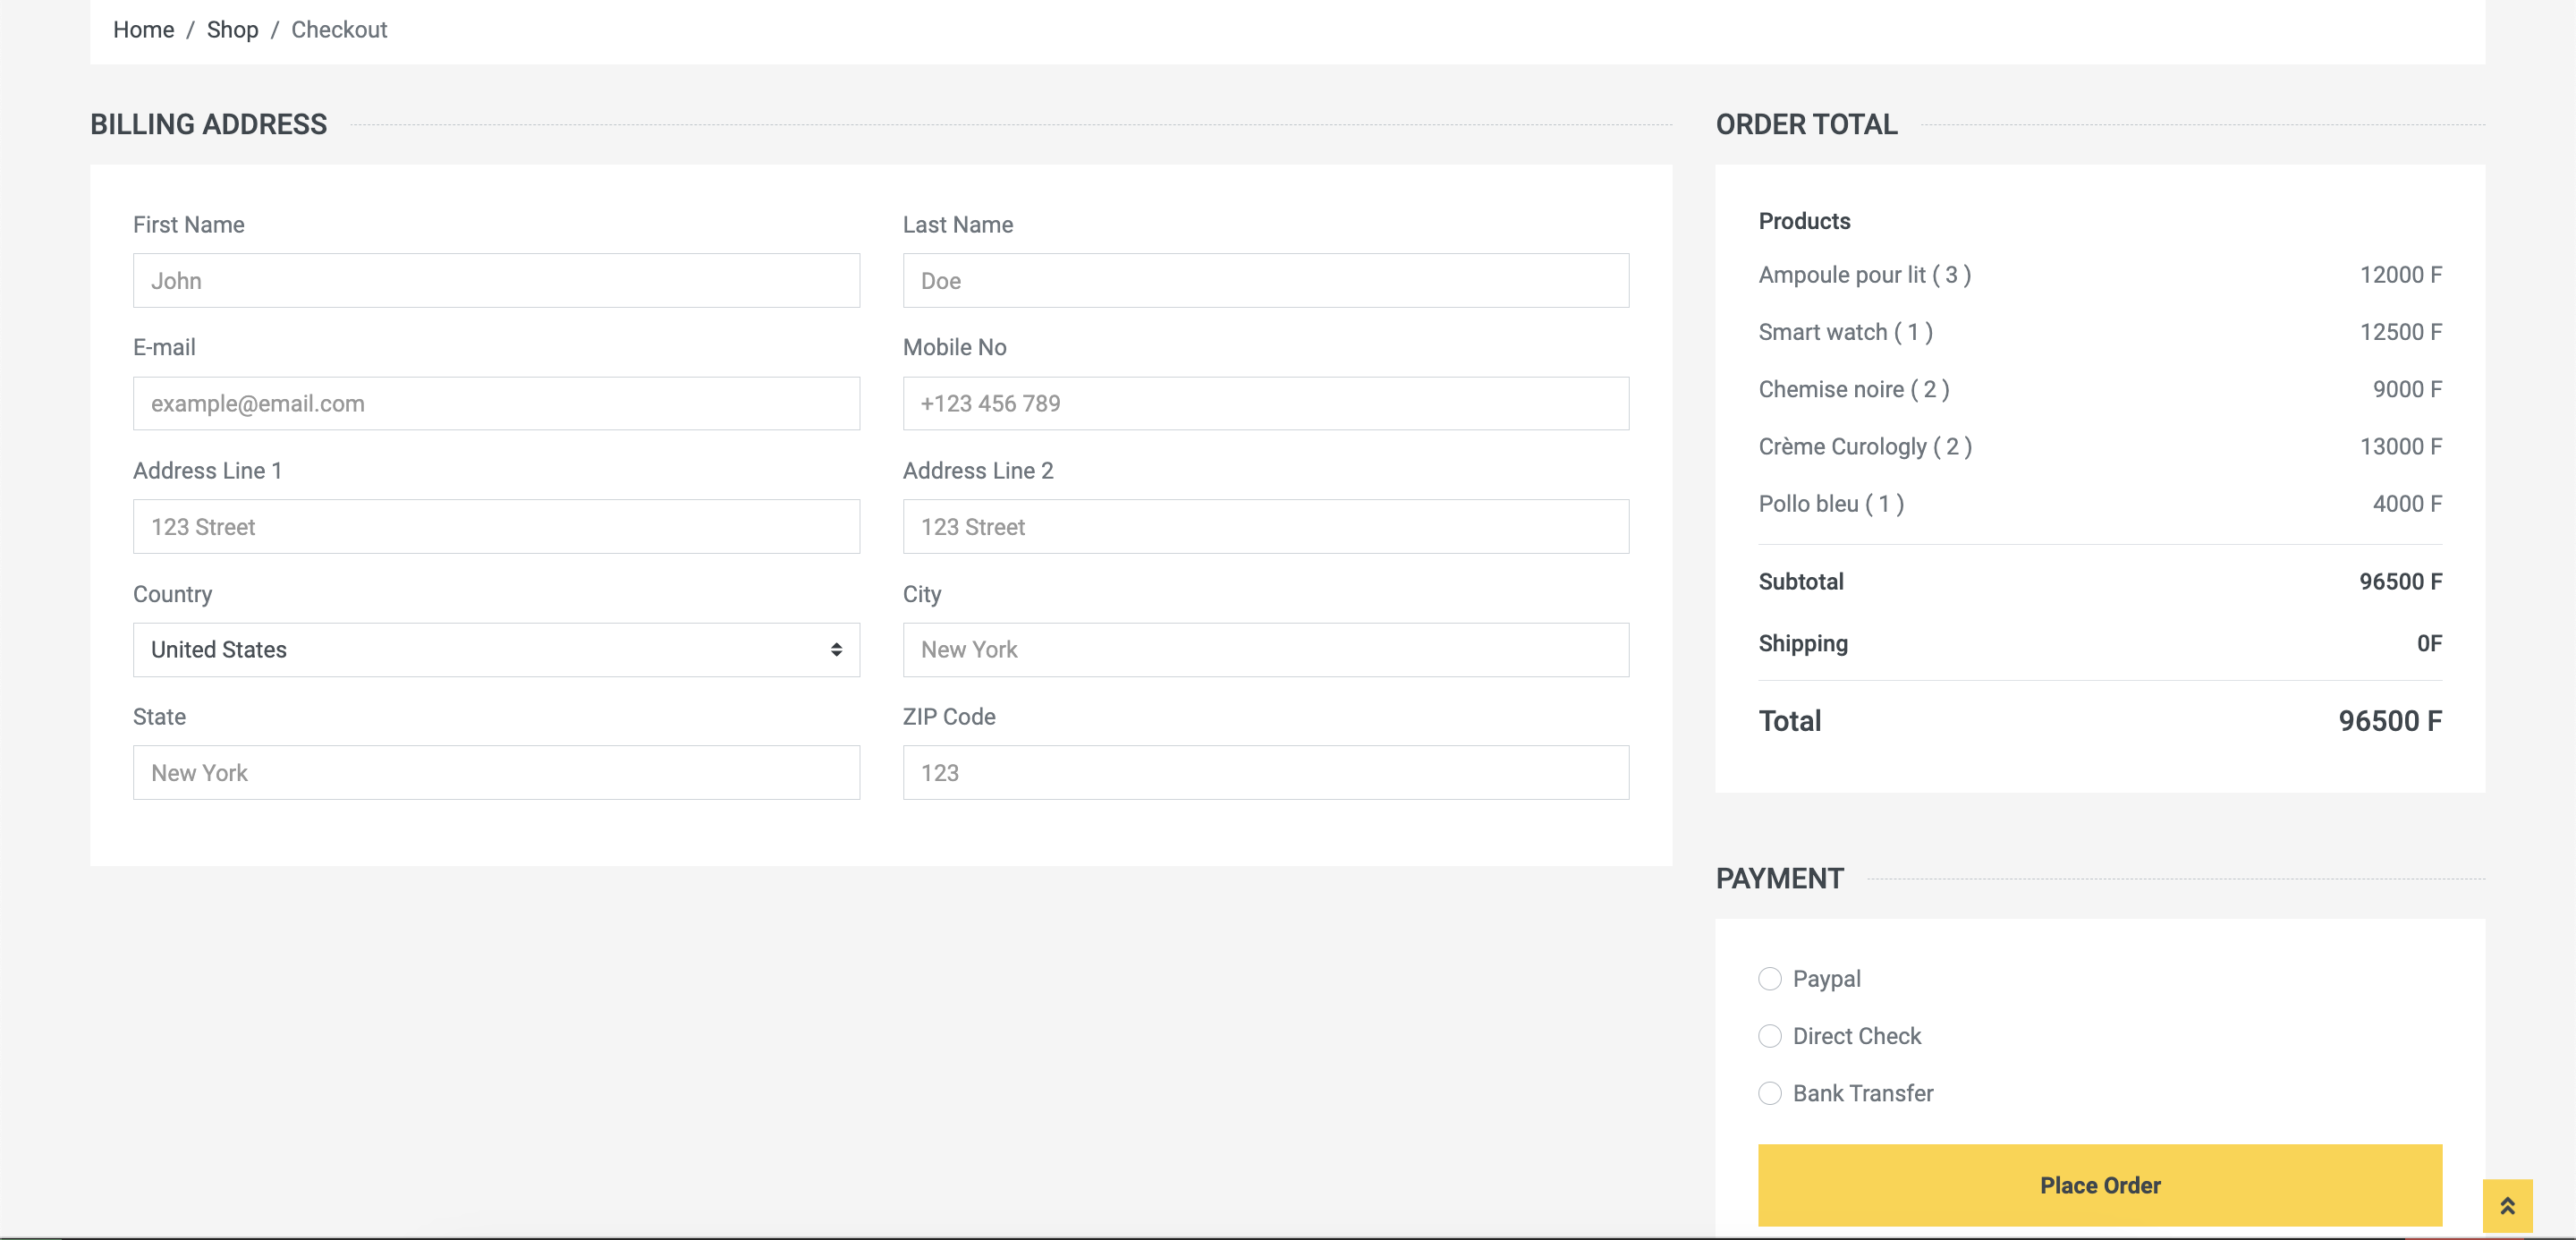 Home / Shop / Checkout
BILLING ADDRESS
First Name
Last Name
John
Doe
E-mail
Mobile No
example@email.com
+123 456 789
Address Line 1
Address Line 2
123 Street
123 Street
Country
City
United States
New York
State
ZIP Code
New York
123
ORDER TOTAL
Products
Ampoule pour lit ( 3 ) 12000 F
Smart watch ( 1 ) 12500 F
Chemise noire ( 2 ) 9000 F
Crème Curologly ( 2 ) 13000 F
Pollo bleu ( 1 ) 4000 F
Subtotal 96500 F
Shipping 0F
Total 96500 F
PAYMENT
Paypal
Direct Check
Bank Transfer
Place Order